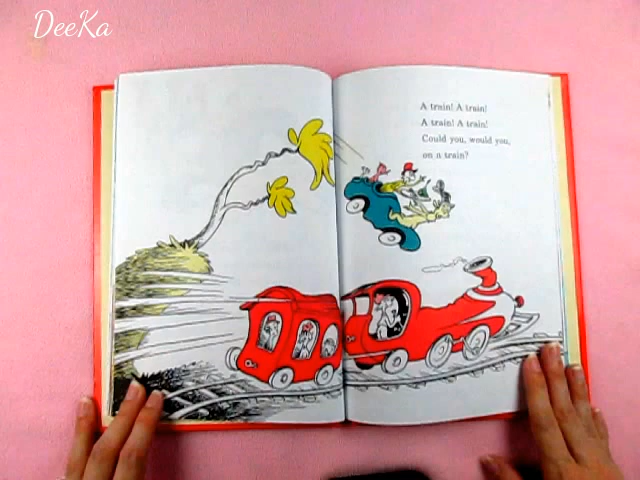 DeeKa
A train! A train!
A train! A train!
Could you, would you,
on a train?